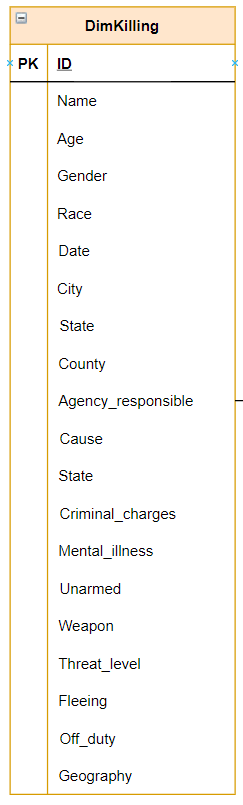 DimKilling
PK ID
Name
Age
Gender
Race
Date
City
State
County
Agency_responsible
Cause
State
Criminal_charges
Mental_illness
Unarmed
Weapon
Threat_level
Fleeing
Off_duty
Geography